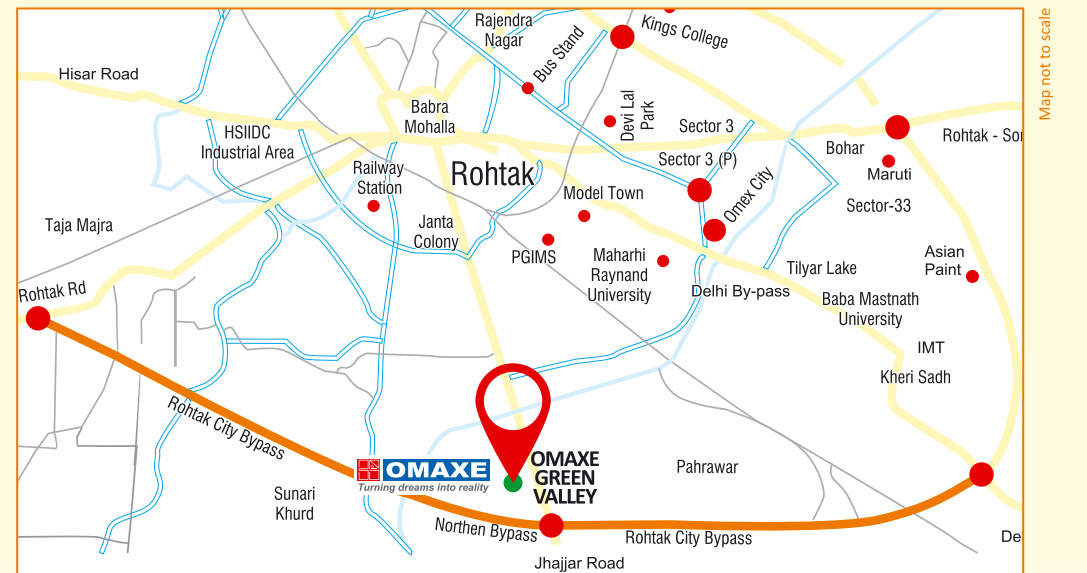 Rajendra
Nagar
Bus Stand
Kings College
Map not to scale
Hisar Road
Babra
Mohalla
Devi Lal
Park
Sector 3
HSIIDC
Industrial Area
Rohtak
Sector 3 (P)
Bohar
Rohtak - So
Maruti
Railway
Station
Model Town
Omex City
Sector-33
Taja Majra
Janta
Colony
PGIMS
Maharhi
Raynand
University
Delhi By-pass
Tilyar Lake
Asian
Paint
Baba Mastnath
University
Rohtak Rd
IMT
Kheri Sadh
Rohtak City Bypass
OMAXE
Turning dreams into reality
OMAXE
GREEN
VALLEY
Pahrawar
Sunari
Khurd
Northen Bypass
Rohtak City Bypass
De
Jhajjar Road